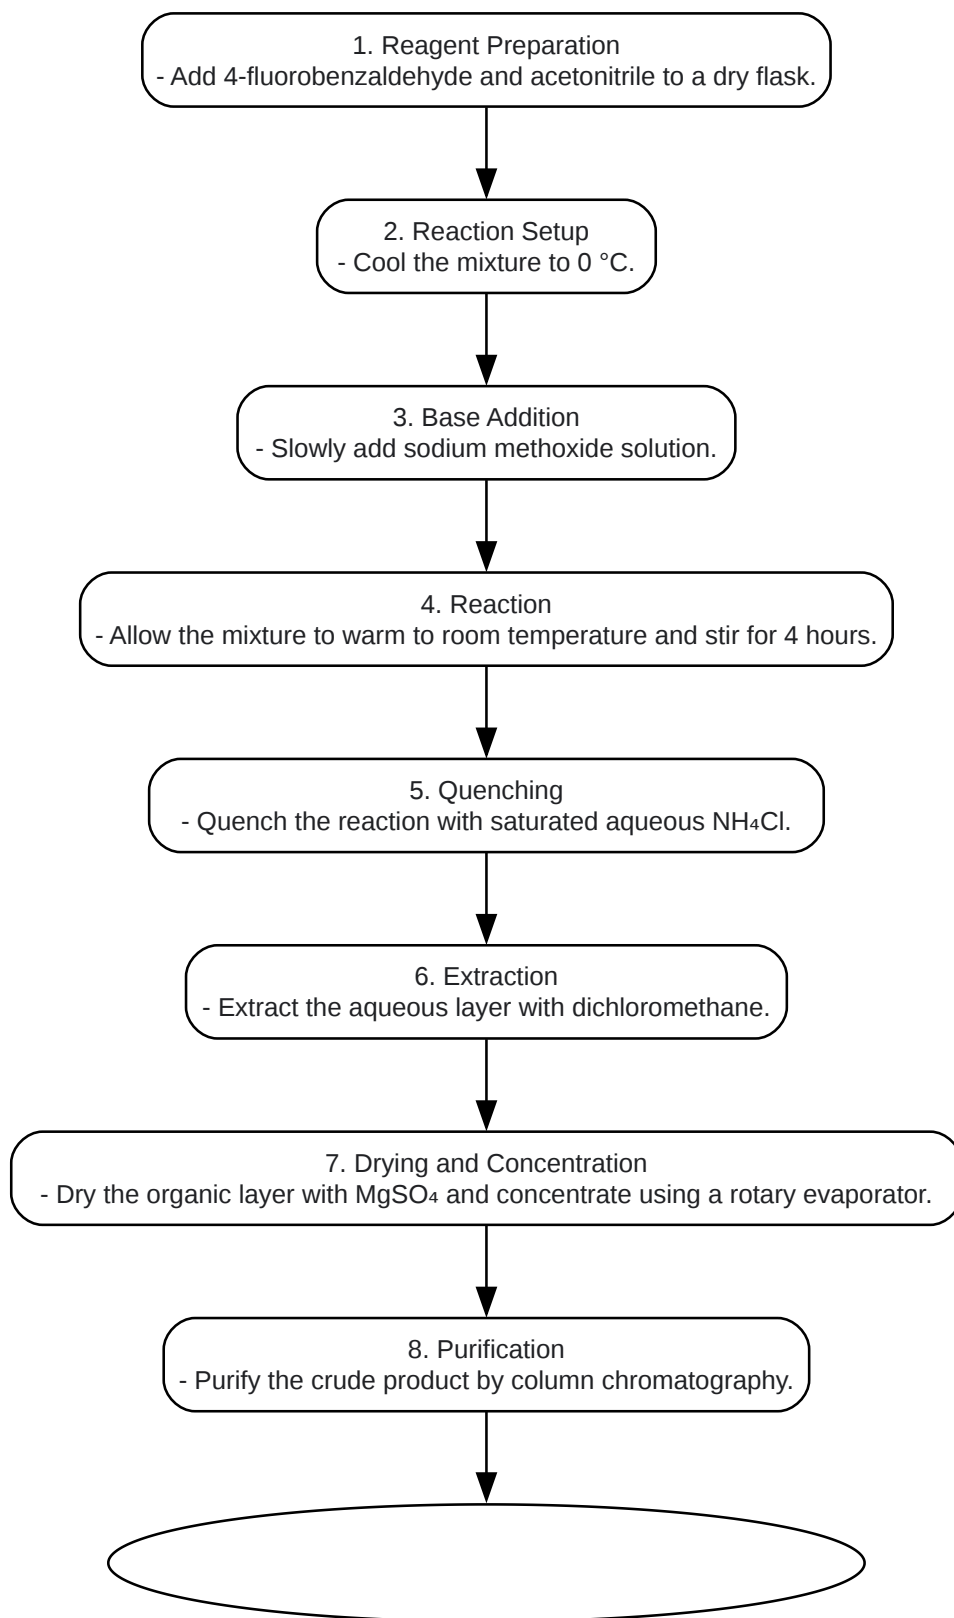 1. Reagent Preparation
- Add 4-fluorobenzaldehyde and acetonitrile to a dry flask.
2. Reaction Setup
- Cool the mixture to 0 °C.
3. Base Addition
- Slowly add sodium methoxide solution.
4. Reaction
- Allow the mixture to warm to room temperature and stir for 4 hours.
5. Quenching
- Quench the reaction with saturated aqueous NH₄Cl.
6. Extraction
- Extract the aqueous layer with dichloromethane.
7. Drying and Concentration
- Dry the organic layer with MgSO₄ and concentrate using a rotary evaporator.
8. Purification
- Purify the crude product by column chromatography.